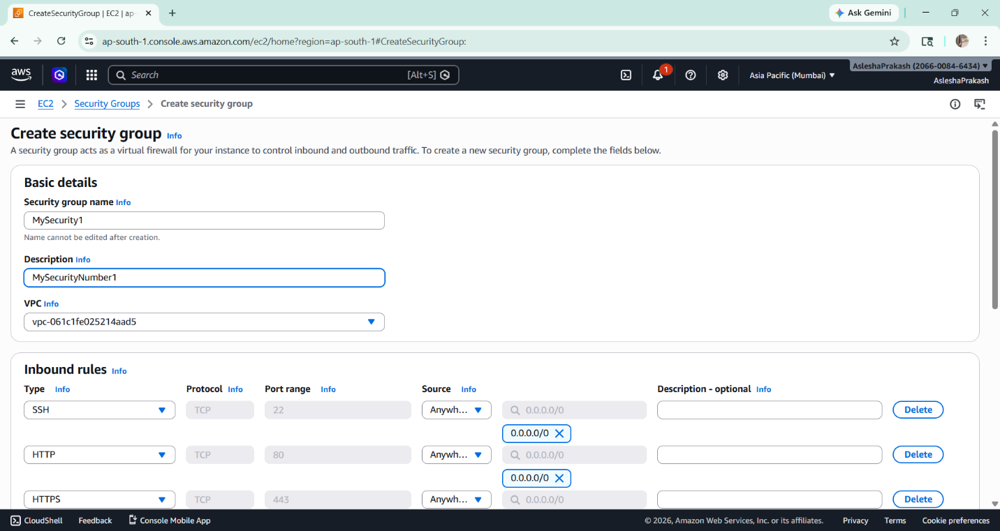 CreateSecurityGroup | EC2 | ap-
Ask Gemini
ap-south-1.console.aws.amazon.com/ec2/home?region=ap-south-1#CreateSecurityGroup:
aws
Search
[Alt+S]
1
Asia Pacific (Mumbai)
AsleshaPrakash (2066-0084-6434)
AsleshaPrakash
EC2 > Security Groups > Create security group
Create security group Info
A security group acts as a virtual firewall for your instance to control inbound and outbound traffic. To create a new security group, complete the fields below.
Basic details
Security group name Info
MySecurity1
Name cannot be edited after creation.
Description Info
MySecurityNumber1
VPC Info
vpc-061c1fe025214aad5
Inbound rules Info
Type Info Protocol Info Port range Info Source Info Description - optional Info
SSH TCP 22 Anywh... 0.0.0.0/0 Delete
0.0.0.0/0
HTTP TCP 80 Anywh... 0.0.0.0/0 Delete
0.0.0.0/0
HTTPS TCP 443 Anywh... 0.0.0.0/0 Delete
CloudShell Feedback Console Mobile App © 2026, Amazon Web Services, Inc. or its affiliates. Privacy Terms Cookie preferences